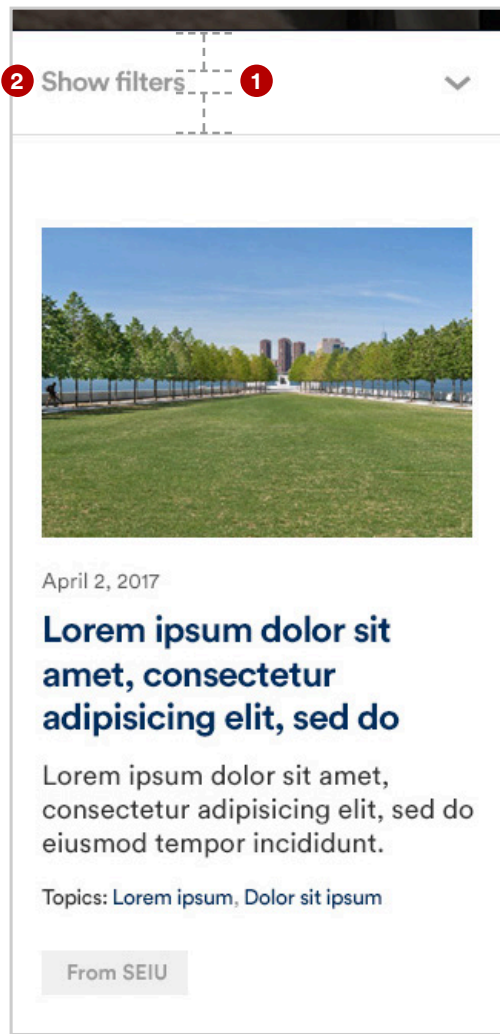 2 Show filters 1
April 2, 2017
Lorem ipsum dolor sit
amet, consectetur
adipisicing elit, sed do
Lorem ipsum dolor sit amet,
consectetur adipisicing elit, sed do
eiusmod tempor incididunt.
Topics: Lorem ipsum, Dolor sit ipsum
From SEIU